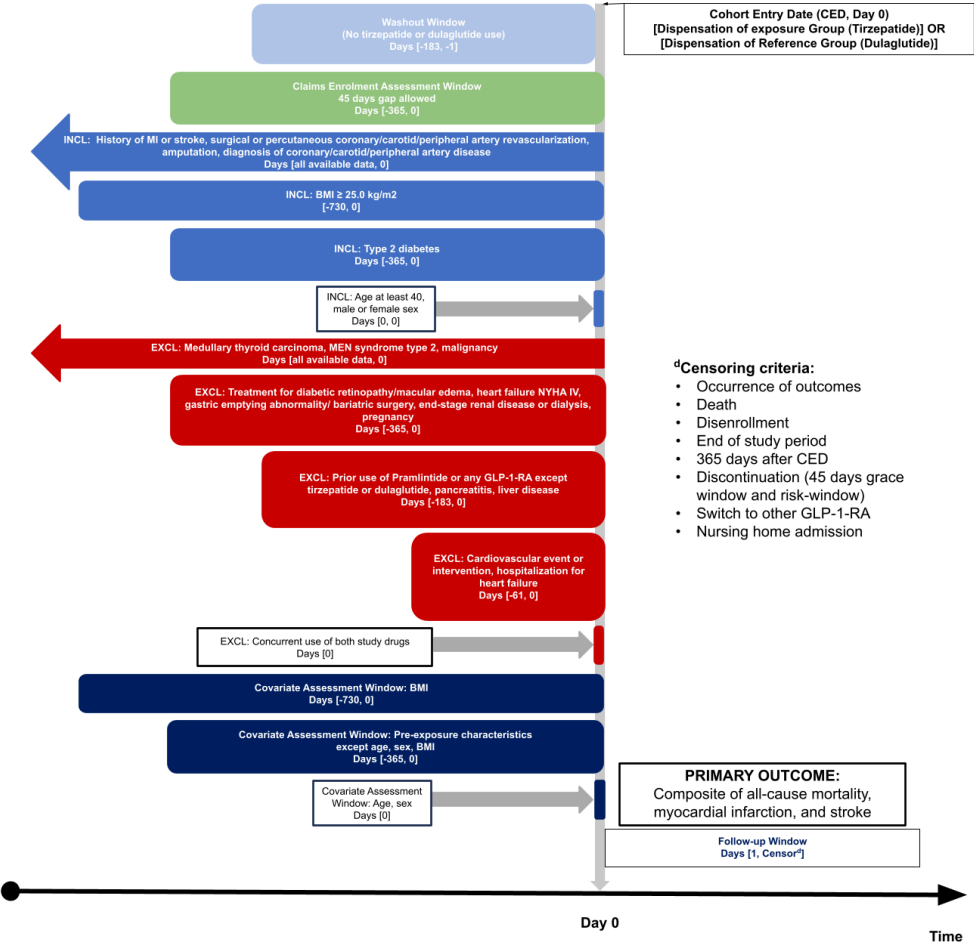 Washout Window
(No tirzepatide or dulaglutide use)
Days [-183, -1]
Cohort Entry Date (CED, Day 0)
[Dispensation of exposure Group (Tirzepatide)] OR
[Dispensation of Reference Group (Dulaglutide)]
Claims Enrolment Assessment Window
45 days gap allowed
Days [-365, 0]
INCL: History of MI or stroke, surgical or percutaneous coronary/carotid/peripheral artery revascularization,
amputation, diagnosis of coronary/carotid/peripheral artery disease
Days [all available data, 0]
INCL: BMI ≥ 25.0 kg/m2
[-730, 0]
INCL: Type 2 diabetes
Days [-365, 0]
INCL: Age at least 40,
male or female sex
Days [0, 0]
EXCL: Medullary thyroid carcinoma, MEN syndrome type 2, malignancy
Days [all available data, 0]
EXCL: Treatment for diabetic retinopathy/macular edema, heart failure NYHA IV,
gastric emptying abnormality/ bariatric surgery, end-stage renal disease or dialysis,
pregnancy
Days [-365, 0]
EXCL: Prior use of Pramlintide or any GLP-1-RA except
tirzepatide or dulaglutide, pancreatitis, liver disease
Days [-183, 0]
EXCL: Cardiovascular event or
intervention, hospitalization for
heart failure
Days [-61, 0]
EXCL: Concurrent use of both study drugs
Days [0]
Covariate Assessment Window: BMI
Days [-730, 0]
Covariate Assessment Window: Pre-exposure characteristics
except age, sex, BMI
Days [-365, 0]
Covariate Assessment
Window: Age, sex
Days [0]
dCensoring criteria:
• Occurrence of outcomes
• Death
• Disenrollment
• End of study period
• 365 days after CED
• Discontinuation (45 days grace
window and risk-window)
• Switch to other GLP-1-RA
• Nursing home admission
PRIMARY OUTCOME:
Composite of all-cause mortality,
myocardial infarction, and stroke
Follow-up Window
Days [1, Censord]
Day 0
Time